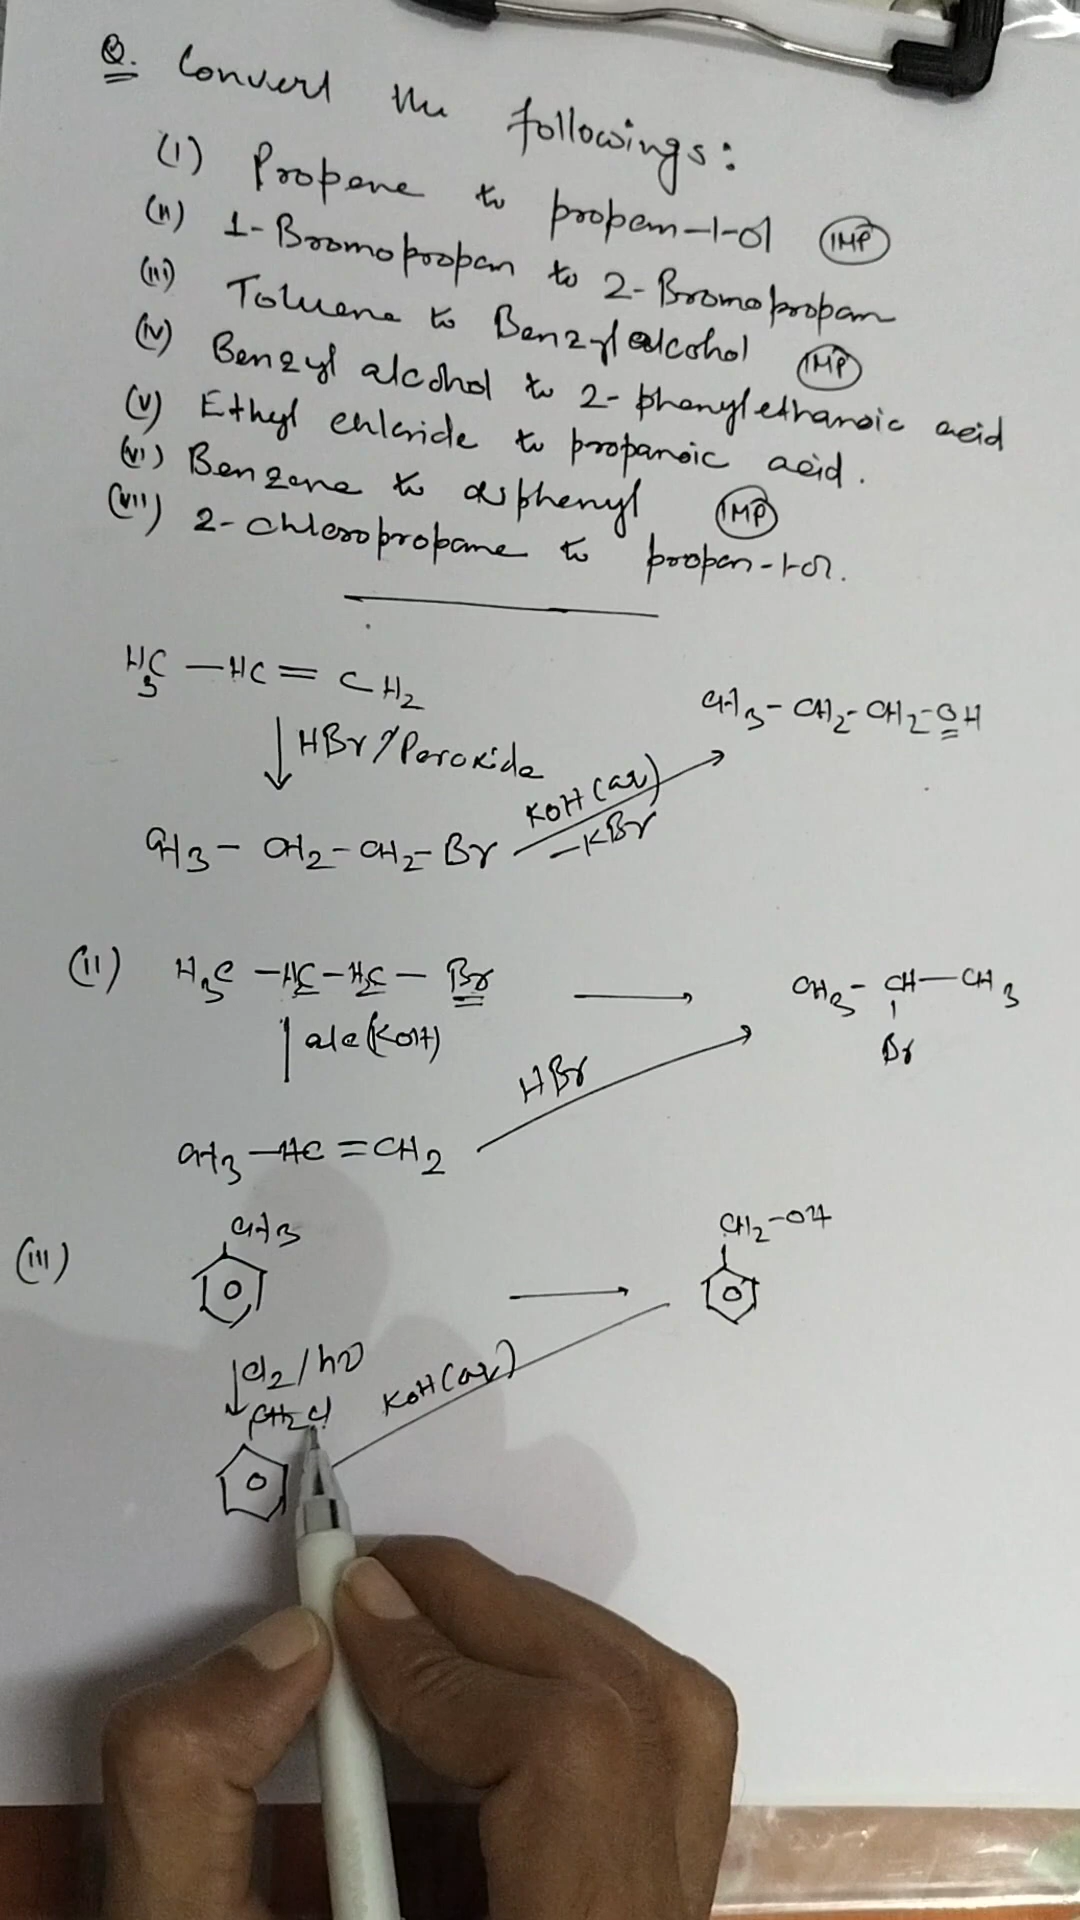 Q. Convert the followings:
(I) Propene to propan-1-ol (IMP)
(II) 1-Bromopropan to 2-Bromopropan
(III) Toluene to Benzyl alcohol (IMP)
(IV) Benzyl alcohol to 2-phenylethanoic acid
(V) Ethyl chloride to propanoic acid.
(VI) Benzene to diphenyl (IMP)
(VII) 2-chloropropane to propan-1-ol.
H3C — HC = CH2
HBr/Peroxide
CH3 - CH2 - CH2 - OH
KOH (aq)
-KBr
CH3 - CH2 - CH2 - Br
(II) H3C - H2C - H2C - Br → CH3 - CH - CH3
Br
alc(KOH)
HBr
CH3 - HC = CH2
(III) CH3 → CH2-OH
Cl2/hν
KOH (aq)
CH2Cl